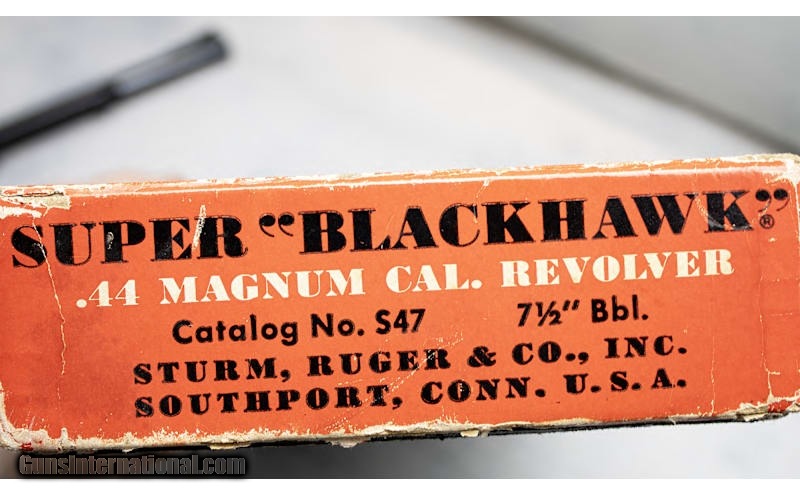 SUPER “BLACKHAWK”®
.44 MAGNUM CAL. REVOLVER
Catalog No. S47 7½″ Bbl.
STURM, RUGER & CO., INC.
SOUTHPORT, CONN. U.S.A.
GunsInternational.com